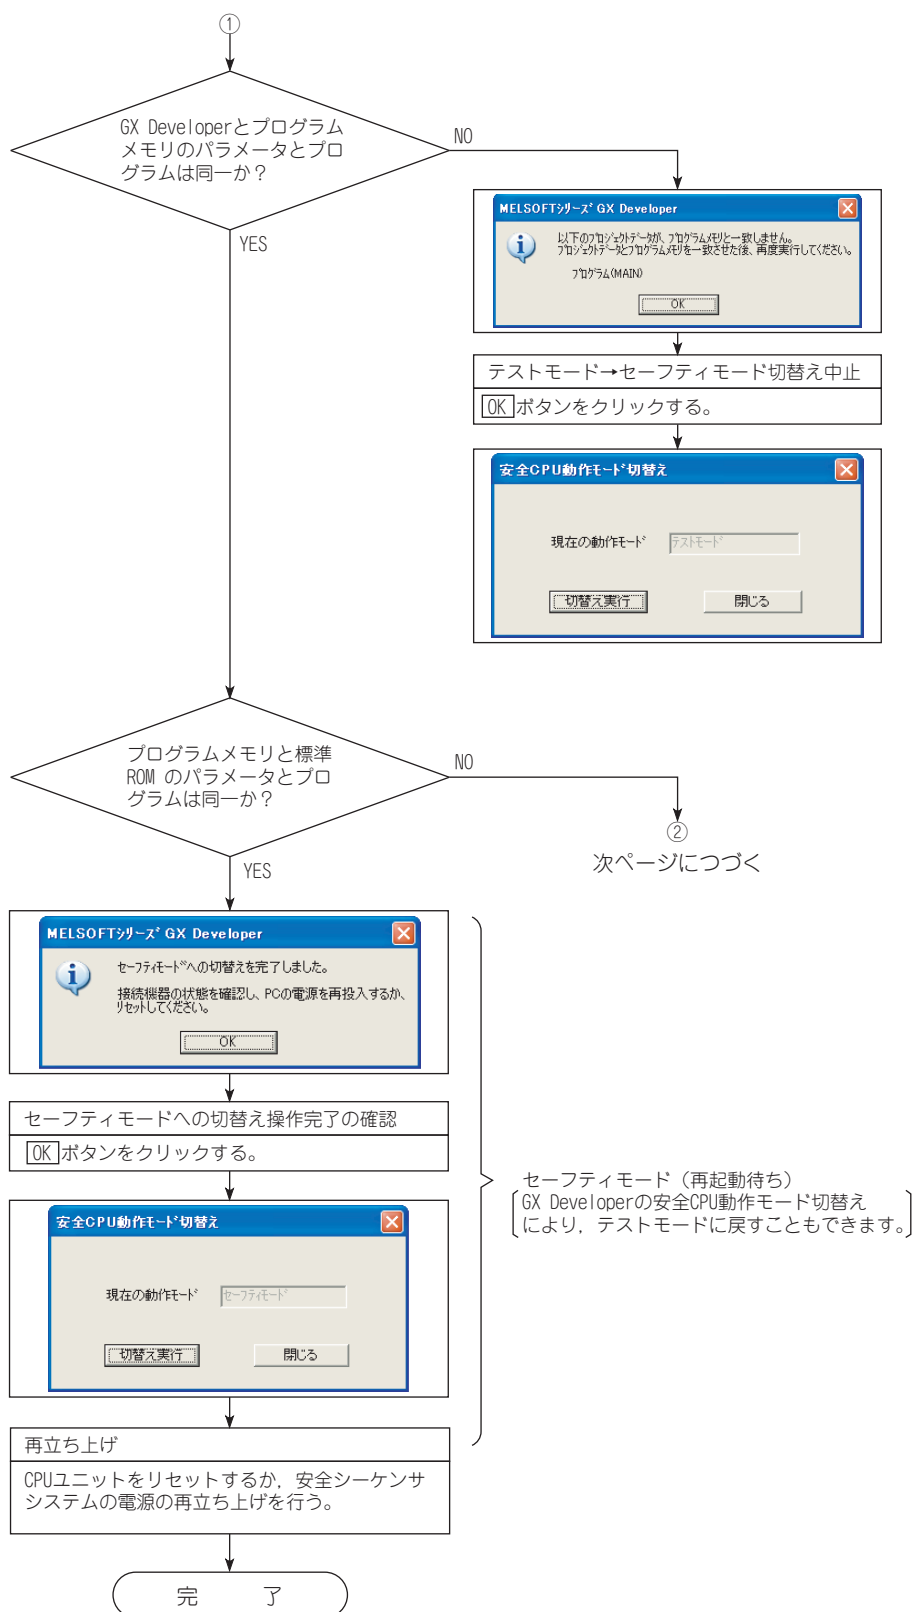 ①
GX Developerとプログラム
メモリのパラメータとプロ
グラムは同一か？
NO
YES
MELSOFTｼﾘｰｽﾞ GX Developer
以下のﾌﾟﾛｼﾞｪｸﾄﾃﾞｰﾀが、ﾌﾟﾛｸﾞﾗﾑﾒﾓﾘと一致しません。
ﾌﾟﾛｼﾞｪｸﾄﾃﾞｰﾀとﾌﾟﾛｸﾞﾗﾑﾒﾓﾘを一致させた後、再度実行してください。
ﾌﾟﾛｸﾞﾗﾑ(MAIN)
OK
テストモード→セーフティモード切替え中止
OK ボタンをクリックする。
安全CPU動作ﾓｰﾄﾞ切替え
現在の動作ﾓｰﾄﾞ ﾃｽﾄﾓｰﾄﾞ
切替え実行 閉じる
プログラムメモリと標準
ROM のパラメータとプロ
グラムは同一か？
NO
②
次ページにつづく
YES
MELSOFTｼﾘｰｽﾞ GX Developer
ｾｰﾌﾃｨﾓｰﾄﾞへの切替えを完了しました。
接続機器の状態を確認し、PCの電源を再投入するか、
ﾘｾｯﾄしてください。
OK
セーフティモードへの切替え操作完了の確認
OK ボタンをクリックする。
安全CPU動作ﾓｰﾄﾞ切替え
現在の動作ﾓｰﾄﾞ ｾｰﾌﾃｨﾓｰﾄﾞ
切替え実行 閉じる
セーフティモード（再起動待ち）
GX Developerの安全CPU動作モード切替え
により，テストモードに戻すこともできます。
再立ち上げ
CPUユニットをリセットするか，安全シーケンサ
システムの電源の再立ち上げを行う。
完 了